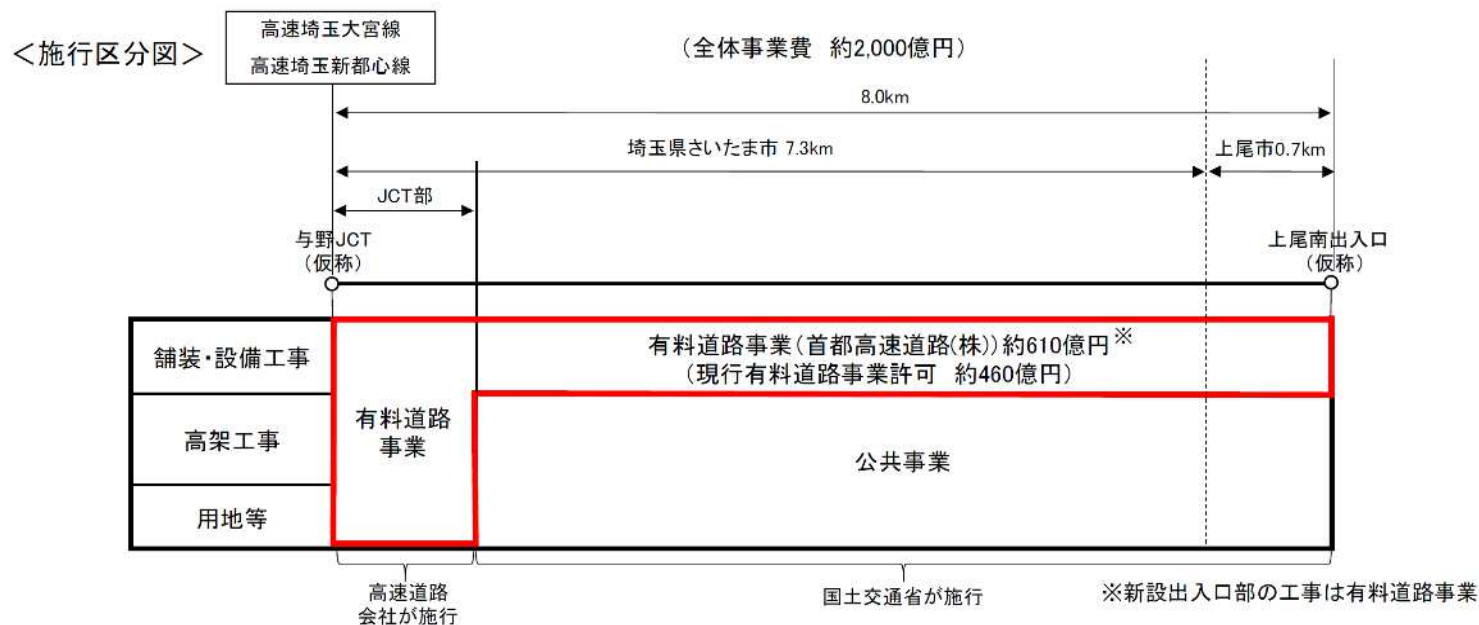 ＜施行区分図＞
高速埼玉大宮線
高速埼玉新都心線
（全体事業費 約2,000億円）
8.0km
埼玉県さいたま市 7.3km
上尾市0.7km
JCT部
与野JCT
（仮称）
上尾南出入口
（仮称）
舗装・設備工事
有料道路事業（首都高速道路(株)）約610億円※
（現行有料道路事業許可 約460億円）
高架工事
有料道路
事業
公共事業
用地等
高速道路
会社が施行
国土交通省が施行
※新設出入口部の工事は有料道路事業